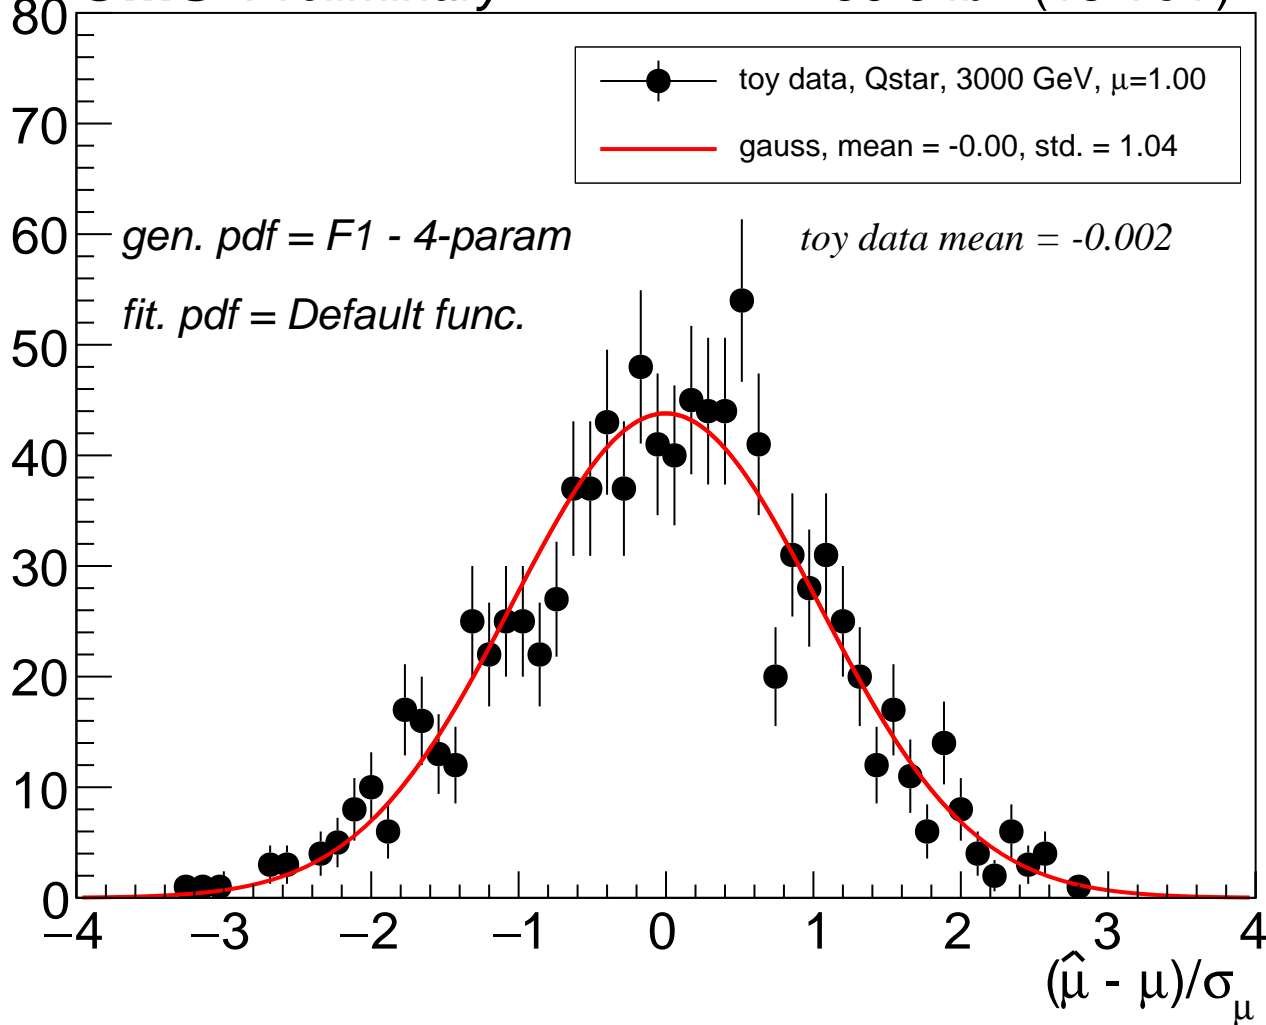 toy data, Qstar, 3000 GeV, μ=1.00
gauss, mean = -0.00, std. = 1.04
gen. pdf = F1 - 4-param
toy data mean = -0.002
fit. pdf = Default func.
80
70
60
50
40
30
20
10
0
−4 −3 −2 −1 0 1 2 3 4
(μ̂ - μ)/σ_μ